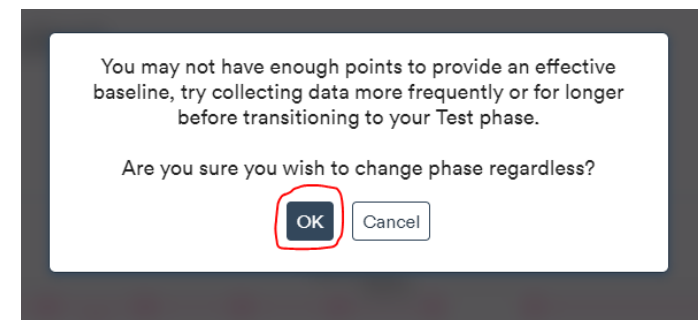 You may not have enough points to provide an effective
baseline, try collecting data more frequently or for longer
before transitioning to your Test phase.
Are you sure you wish to change phase regardless?
OK
Cancel